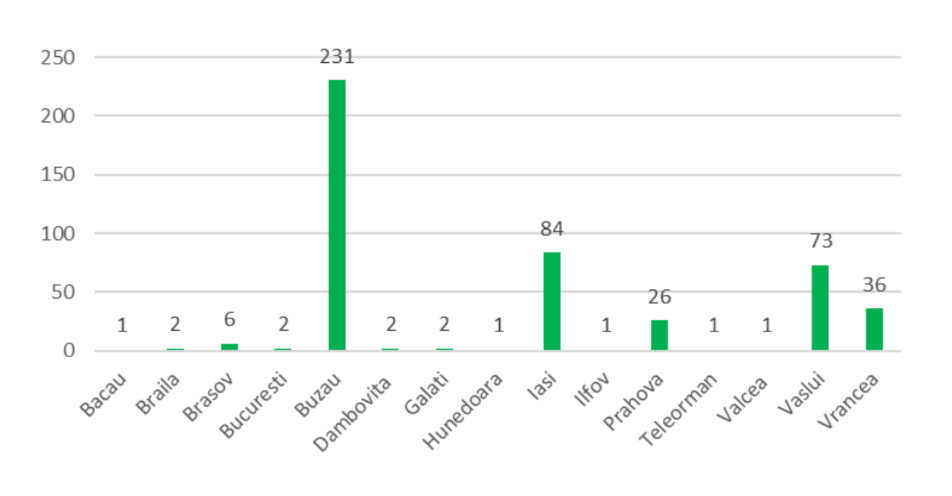 250
200
150
100
50
0
231
84
73
36
26
1
2
6
2
2
2
1
1
1
1
Bacau
Braila
Brasov
Bucuresti
Buzau
Dambovita
Galati
Hunedoara
Iasi
Ilfov
Prahova
Teleorman
Valcea
Vaslui
Vrancea